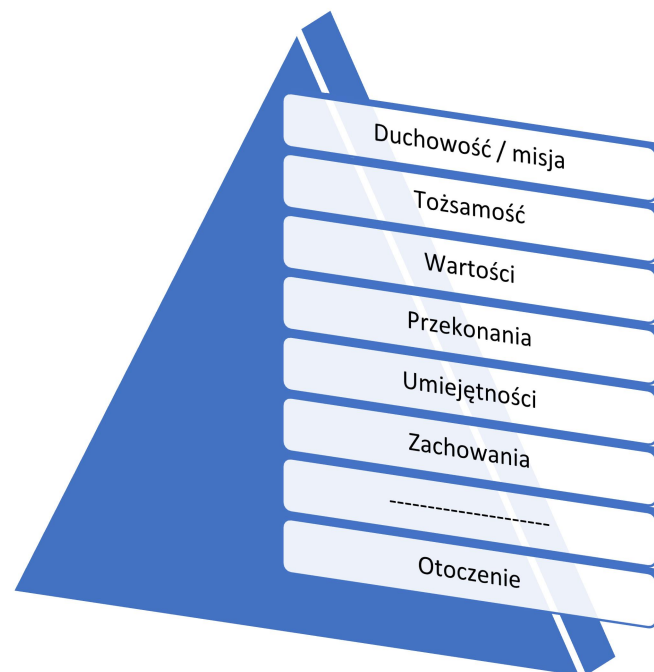 Duchowość / misja
Tożsamość
Wartości
Przekonania
Umiejętności
Zachowania
---------------------
Otoczenie